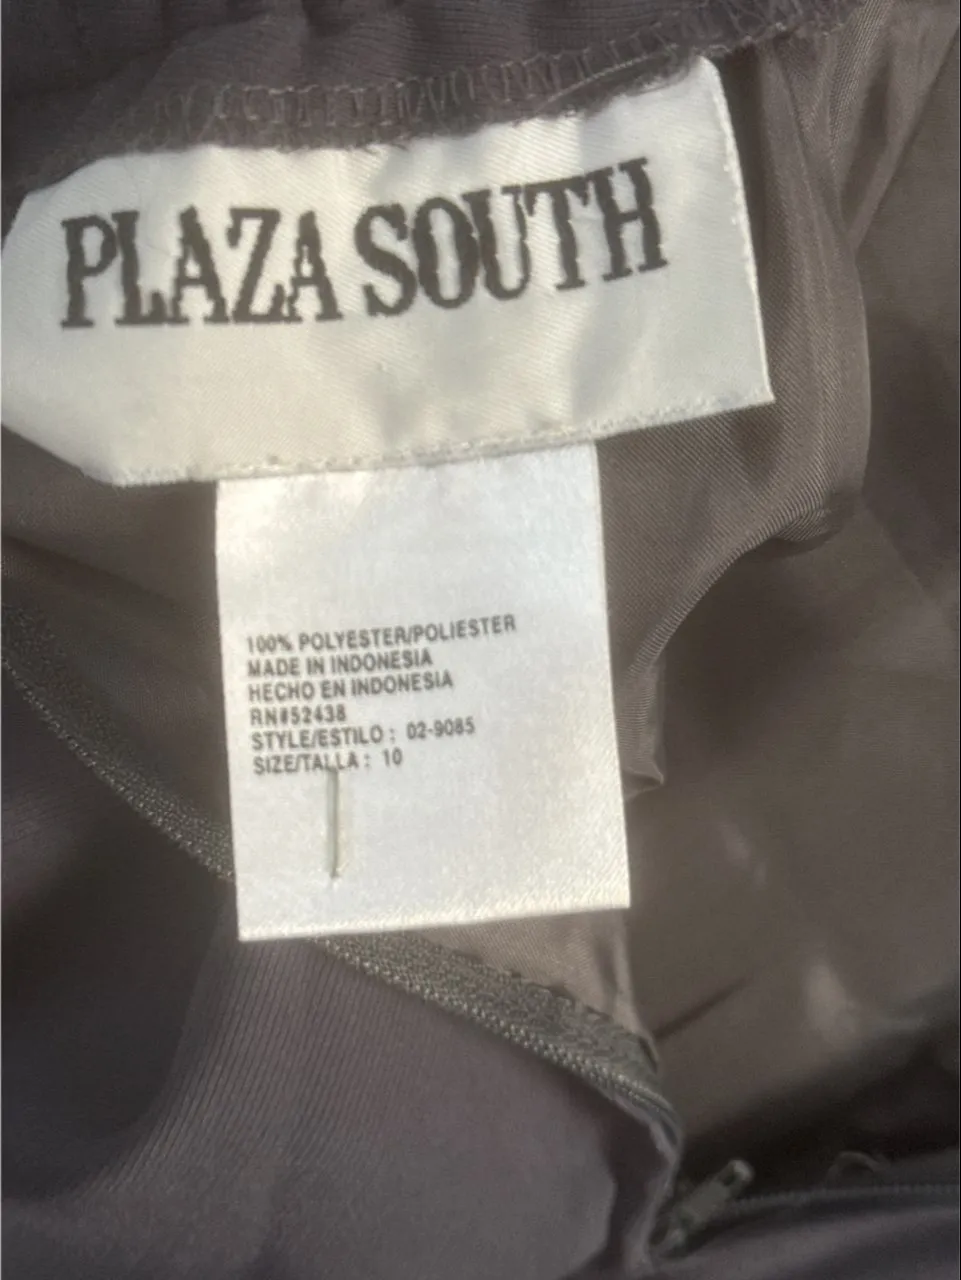 PLAZA SOUTH
100% POLYESTER/POLIESTER
MADE IN INDONESIA
HECHO EN INDONESIA
RN#52438
STYLE/ESTILO : 02-9085
SIZE/TALLA : 10